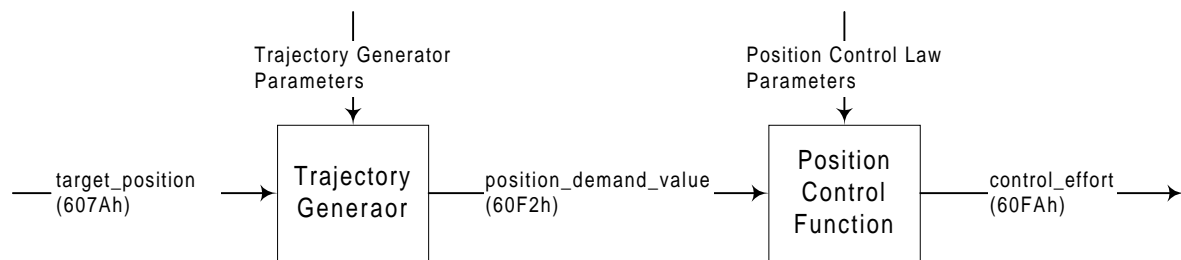 Trajectory Generator
Parameters
Position Control Law
Parameters
target_position
(607Ah)
Trajectory
Generaor
position_demand_value
(60F2h)
Position
Control
Function
control_effort
(60FAh)